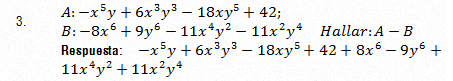 3. A: −x⁵y + 6x³y³ − 18xy⁵ + 42;
B: −8x⁶ + 9y⁶ − 11x⁴y² − 11x²y⁴ Hallar: A − B
Respuesta: −x⁵y + 6x³y³ − 18xy⁵ + 42 + 8x⁶ − 9y⁶ +
11x⁴y² + 11x²y⁴